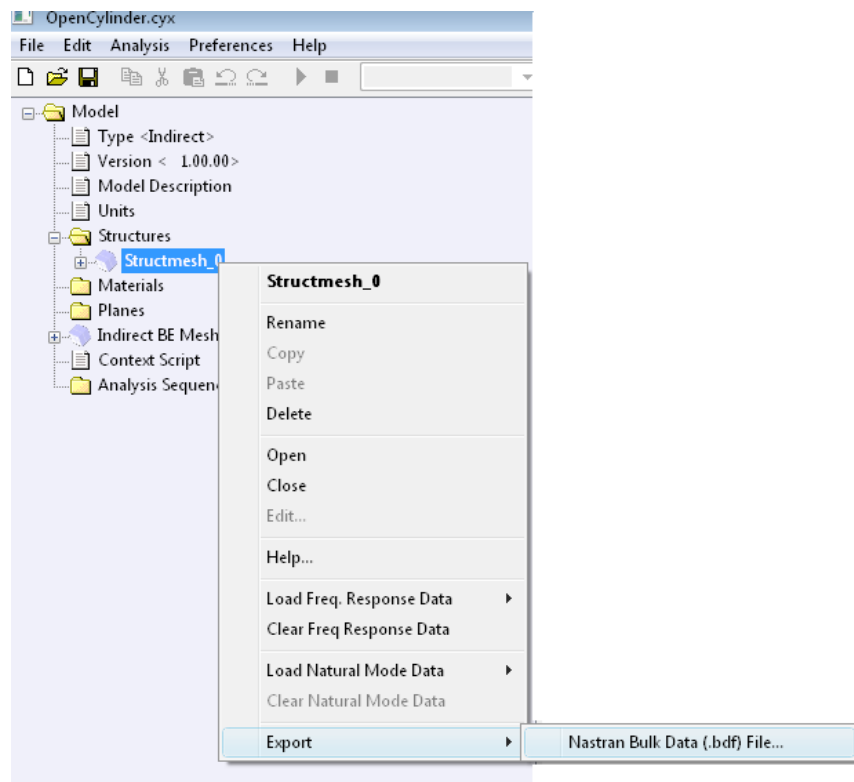 OpenCylinder.cyx
File Edit Analysis Preferences Help
Model
Type <Indirect>
Version < 1.00.00>
Model Description
Units
Structures
Structmesh_0
Materials
Planes
Indirect BE Mesh
Context Script
Analysis Sequen
Structmesh_0
Rename
Copy
Paste
Delete
Open
Close
Edit...
Help...
Load Freq. Response Data
Clear Freq Response Data
Load Natural Mode Data
Clear Natural Mode Data
Export
Nastran Bulk Data (.bdf) File...